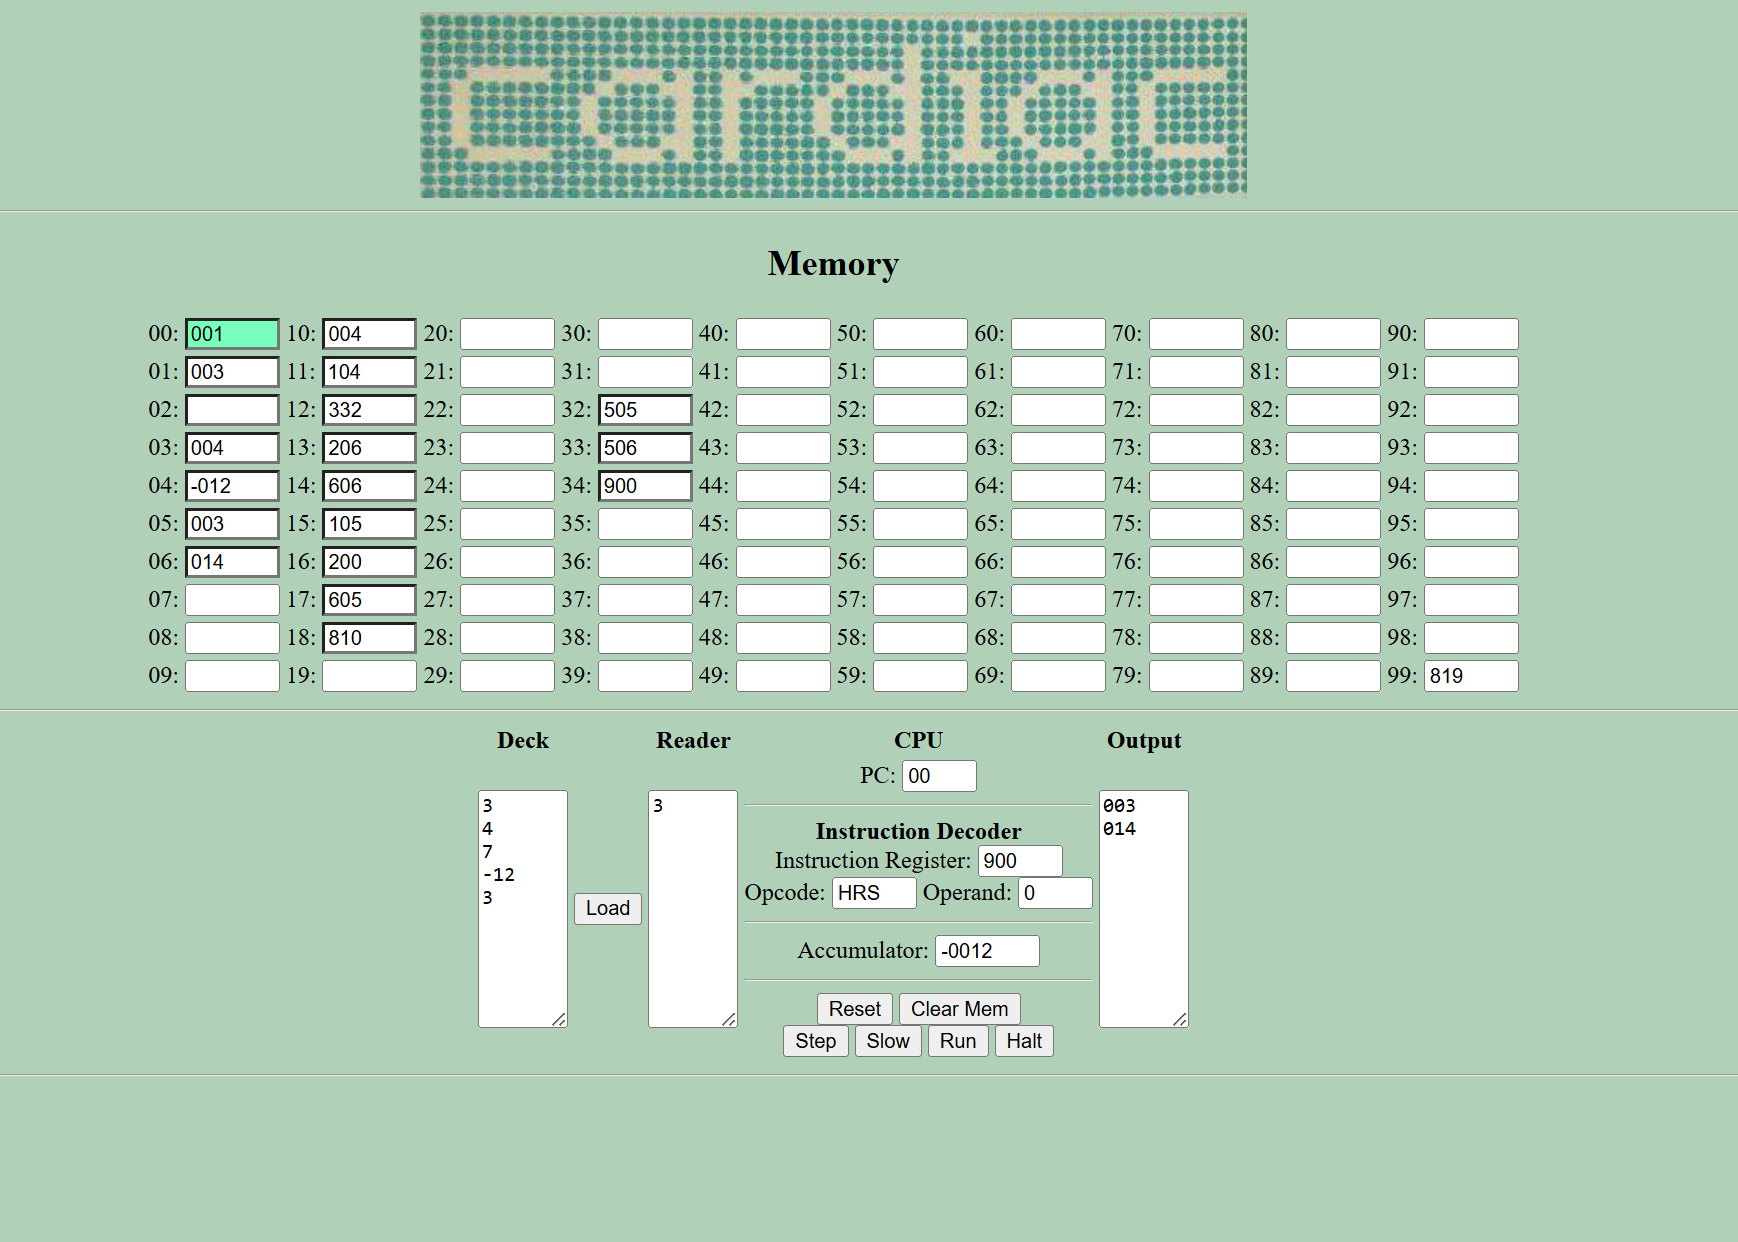 cardiac
Memory
00: 001 10: 004 20: 30: 40: 50: 60: 70: 80: 90:
01: 003 11: 104 21: 31: 41: 51: 61: 71: 81: 91:
02: 12: 332 22: 32: 505 42: 52: 62: 72: 82: 92:
03: 004 13: 206 23: 33: 506 43: 53: 63: 73: 83: 93:
04: -012 14: 606 24: 34: 900 44: 54: 64: 74: 84: 94:
05: 003 15: 105 25: 35: 45: 55: 65: 75: 85: 95:
06: 014 16: 200 26: 36: 46: 56: 66: 76: 86: 96:
07: 17: 605 27: 37: 47: 57: 67: 77: 87: 97:
08: 18: 810 28: 38: 48: 58: 68: 78: 88: 98:
09: 19: 29: 39: 49: 59: 69: 79: 89: 99: 819
Deck
3
4
7
-12
3
Load
Reader
3
CPU
PC: 00
Instruction Decoder
Instruction Register: 900
Opcode: HRS Operand: 0
Accumulator: -0012
Reset Clear Mem
Step Slow Run Halt
Output
003
014